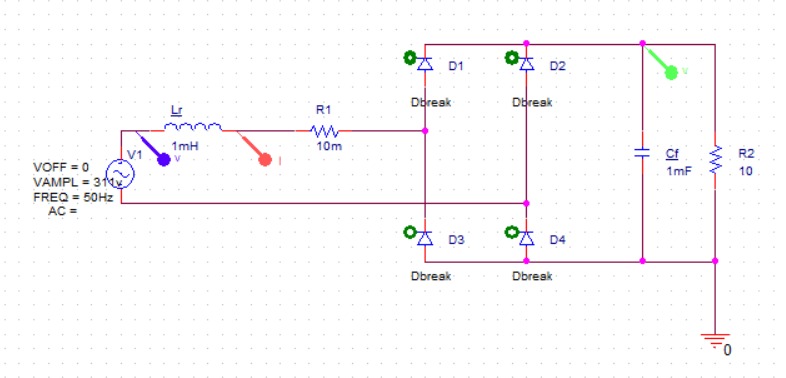 D1
D2
Dbreak
Dbreak
Lr
R1
1mH
10m
V1
V
I
V
VOFF = 0
VAMPL = 311v
FREQ = 50Hz
AC =
Cf
1mF
R2
10
D3
D4
Dbreak
Dbreak
0